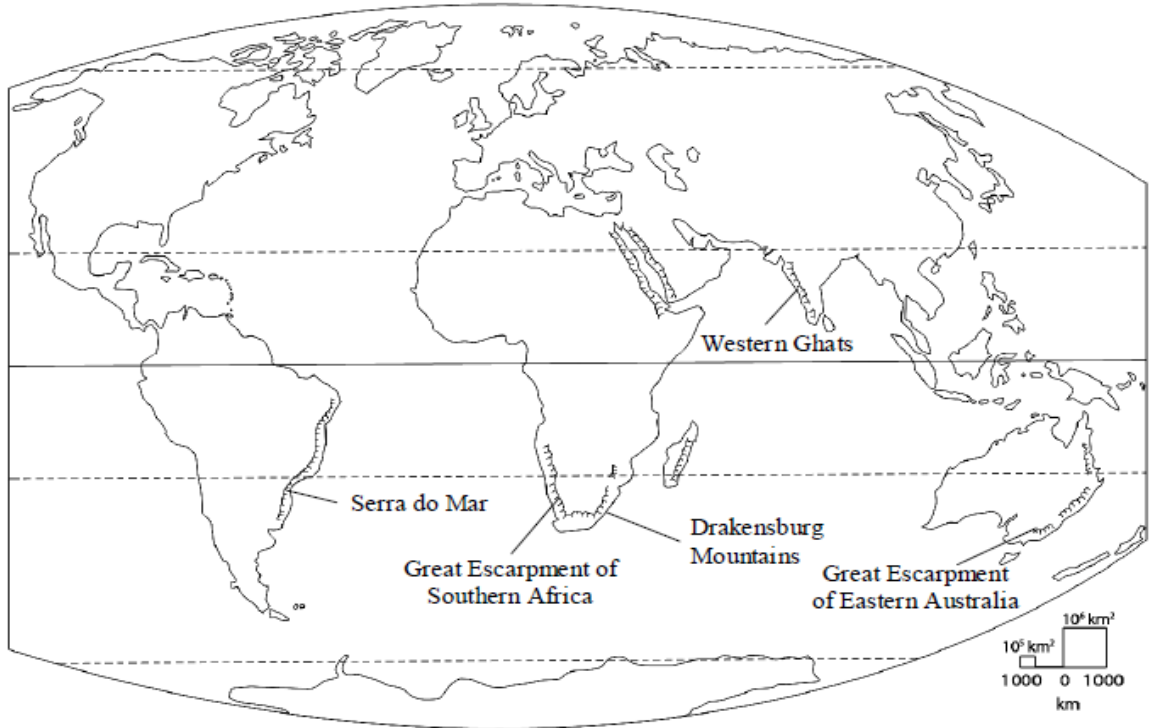 Western Ghats
Serra do Mar
Drakensburg
Mountains
Great Escarpment of
Southern Africa
Great Escarpment
of Eastern Australia
10⁶ km²
10⁵ km²
1000 0 1000
km